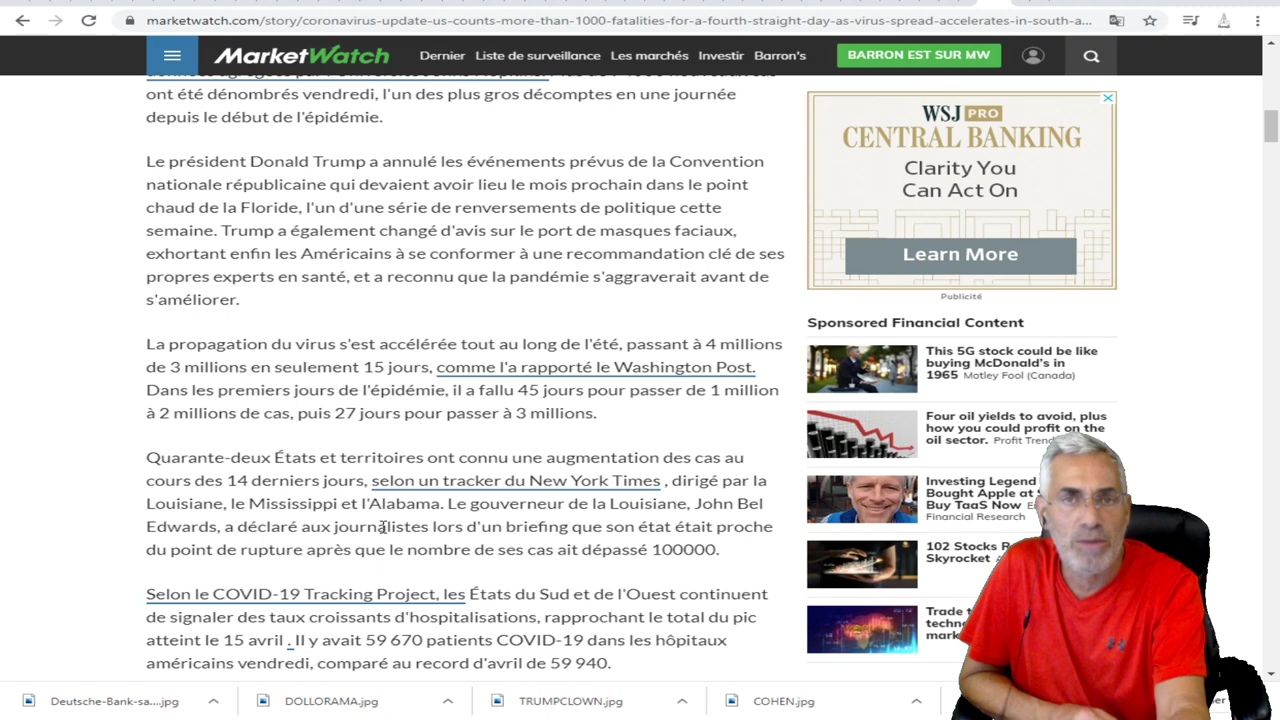 marketwatch.com/story/coronavirus-update-us-counts-more-than-1000-fatalities-for-a-fourth-straight-day-as-virus-spread-accelerates-in-south-a...
MarketWatch
Dernier Liste de surveillance Les marchés Investir Barron's
BARRON EST SUR MW
ont été dénombrés vendredi, l'un des plus gros décomptes en une journée
depuis le début de l'épidémie.
Le président Donald Trump a annulé les événements prévus de la Convention
nationale républicaine qui devaient avoir lieu le mois prochain dans le point
chaud de la Floride, l'un d'une série de renversements de politique cette
semaine. Trump a également changé d'avis sur le port de masques faciaux,
exhortant enfin les Américains à se conformer à une recommandation clé de ses
propres experts en santé, et a reconnu que la pandémie s'aggraverait avant de
s'améliorer.
La propagation du virus s'est accélérée tout au long de l'été, passant à 4 millions
de 3 millions en seulement 15 jours, comme l'a rapporté le Washington Post.
Dans les premiers jours de l'épidémie, il a fallu 45 jours pour passer de 1 million
à 2 millions de cas, puis 27 jours pour passer à 3 millions.
Quarante-deux États et territoires ont connu une augmentation des cas au
cours des 14 derniers jours, selon un tracker du New York Times , dirigé par la
Louisiane, le Mississippi et l'Alabama. Le gouverneur de la Louisiane, John Bel
Edwards, a déclaré aux journalistes lors d'un briefing que son état était proche
du point de rupture après que le nombre de ses cas ait dépassé 100000.
Selon le COVID-19 Tracking Project, les États du Sud et de l'Ouest continuent
de signaler des taux croissants d'hospitalisations, rapprochant le total du pic
atteint le 15 avril . Il y avait 59 670 patients COVID-19 dans les hôpitaux
américains vendredi, comparé au record d'avril de 59 940.
WSJ PRO
CENTRAL BANKING
Clarity You
Can Act On
Learn More
Publicité
Sponsored Financial Content
This 5G stock could be like
buying McDonald's in
1965 Motley Fool (Canada)
Four oil yields to avoid, plus
how you could profit on the
oil sector. Profit Trend
Investing Legend
Bought Apple at
Buy TaaS Now
Financial Research
102 Stocks
Skyrocket
Trade
Deutsche-Bank-sa....jpg
DOLLORAMA.jpg
TRUMPCLOWN.jpg
COHEN.jpg